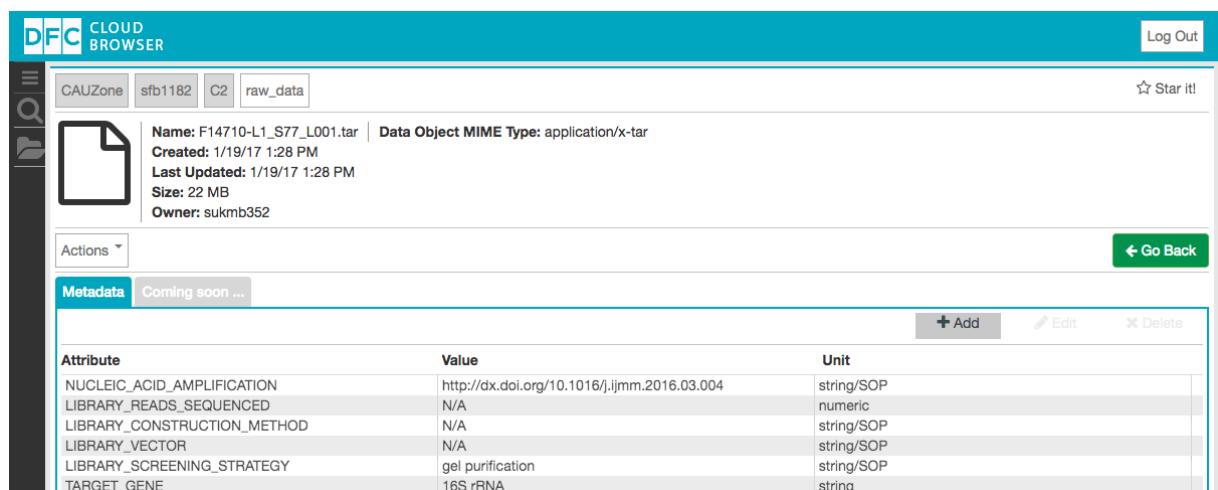 DFC CLOUD
BROWSER
Log Out
CAUZone sfb1182 C2 raw_data
Star it!
Name: F14710-L1_S77_L001.tar Data Object MIME Type: application/x-tar
Created: 1/19/17 1:28 PM
Last Updated: 1/19/17 1:28 PM
Size: 22 MB
Owner: sukmb352
Actions
Go Back
Metadata Coming soon ...
Add Edit Delete
Attribute Value Unit
NUCLEIC_ACID_AMPLIFICATION http://dx.doi.org/10.1016/j.ijmm.2016.03.004 string/SOP
LIBRARY_READS_SEQUENCED N/A numeric
LIBRARY_CONSTRUCTION_METHOD N/A string/SOP
LIBRARY_VECTOR N/A string/SOP
LIBRARY_SCREENING_STRATEGY gel purification string/SOP
TARGET_GENE 16S rRNA string